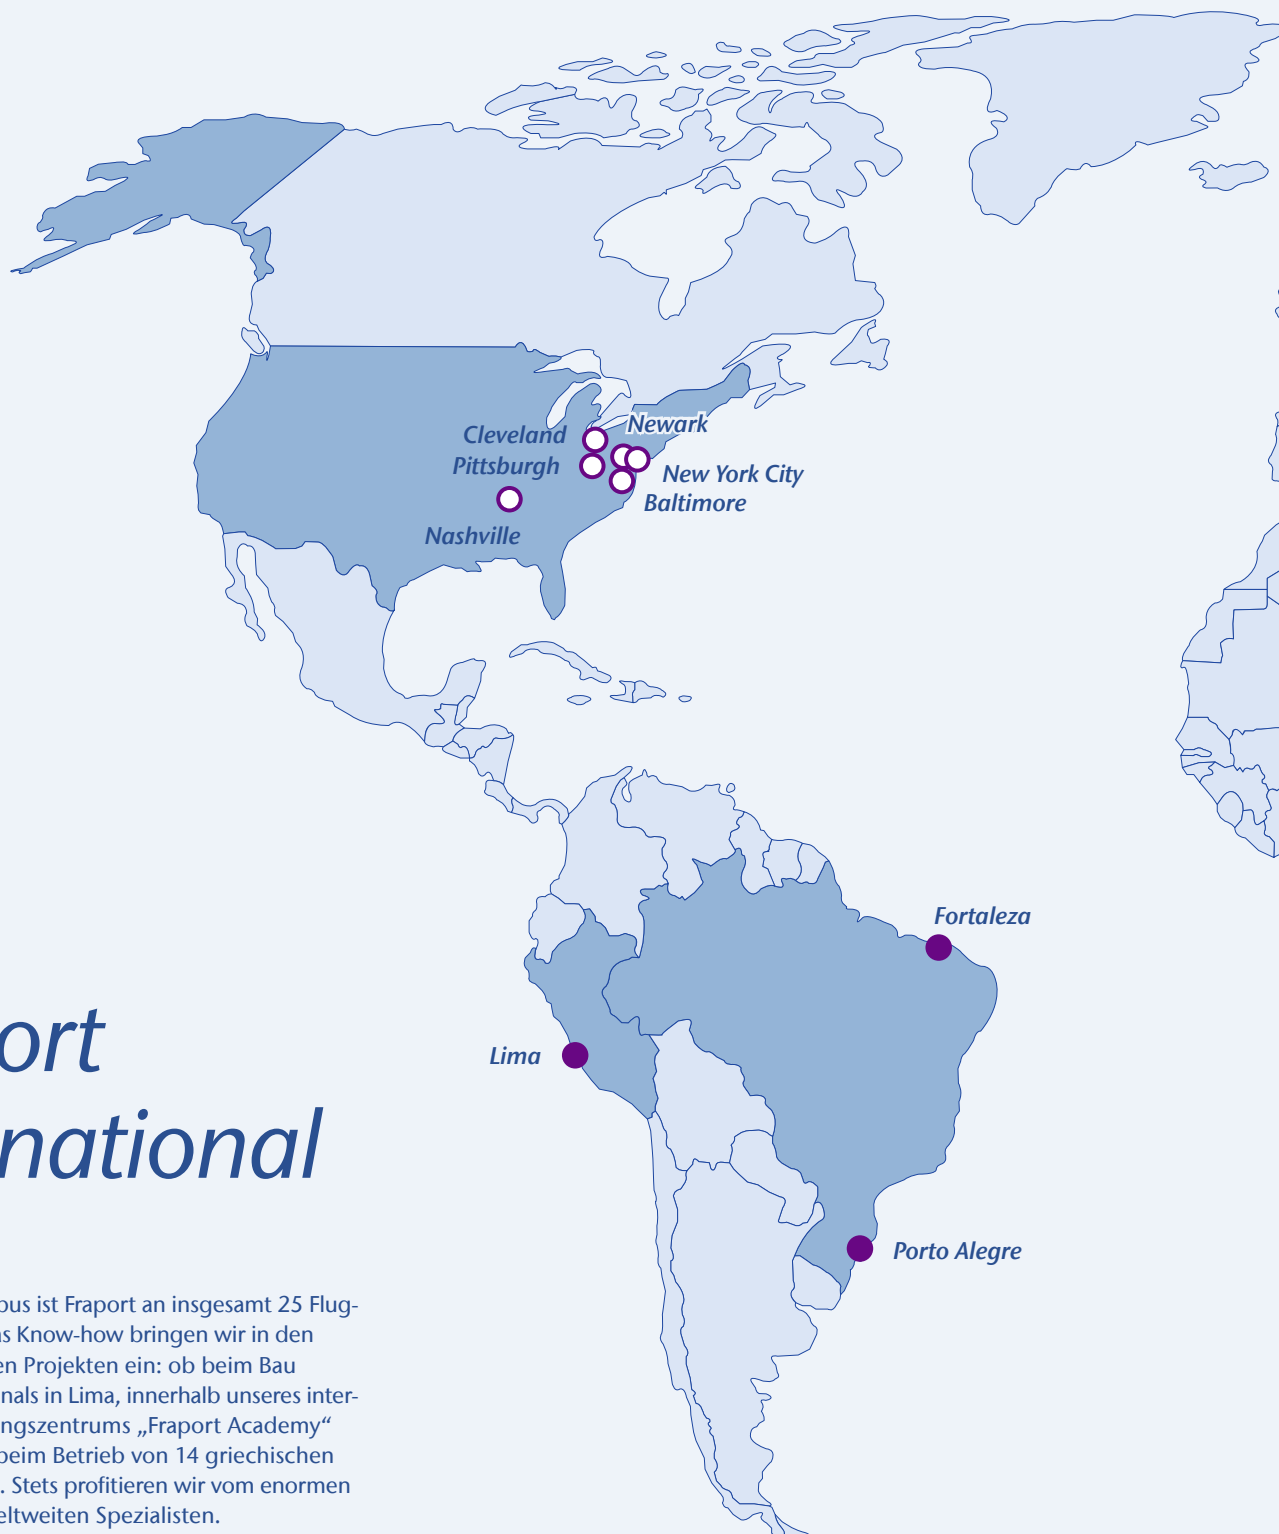 Newark
Cleveland
Pittsburgh
New York City
Baltimore
Nashville
Fortaleza
ort
Lima
national
Porto Alegre
bus ist Fraport an insgesamt 25 Flug-
as Know-how bringen wir in den
en Projekten ein: ob beim Bau
nals in Lima, innerhalb unseres inter-
ngszentrums „Fraport Academy“
beim Betrieb von 14 griechischen
. Stets profitieren wir vom enormen
eltweiten Spezialisten.